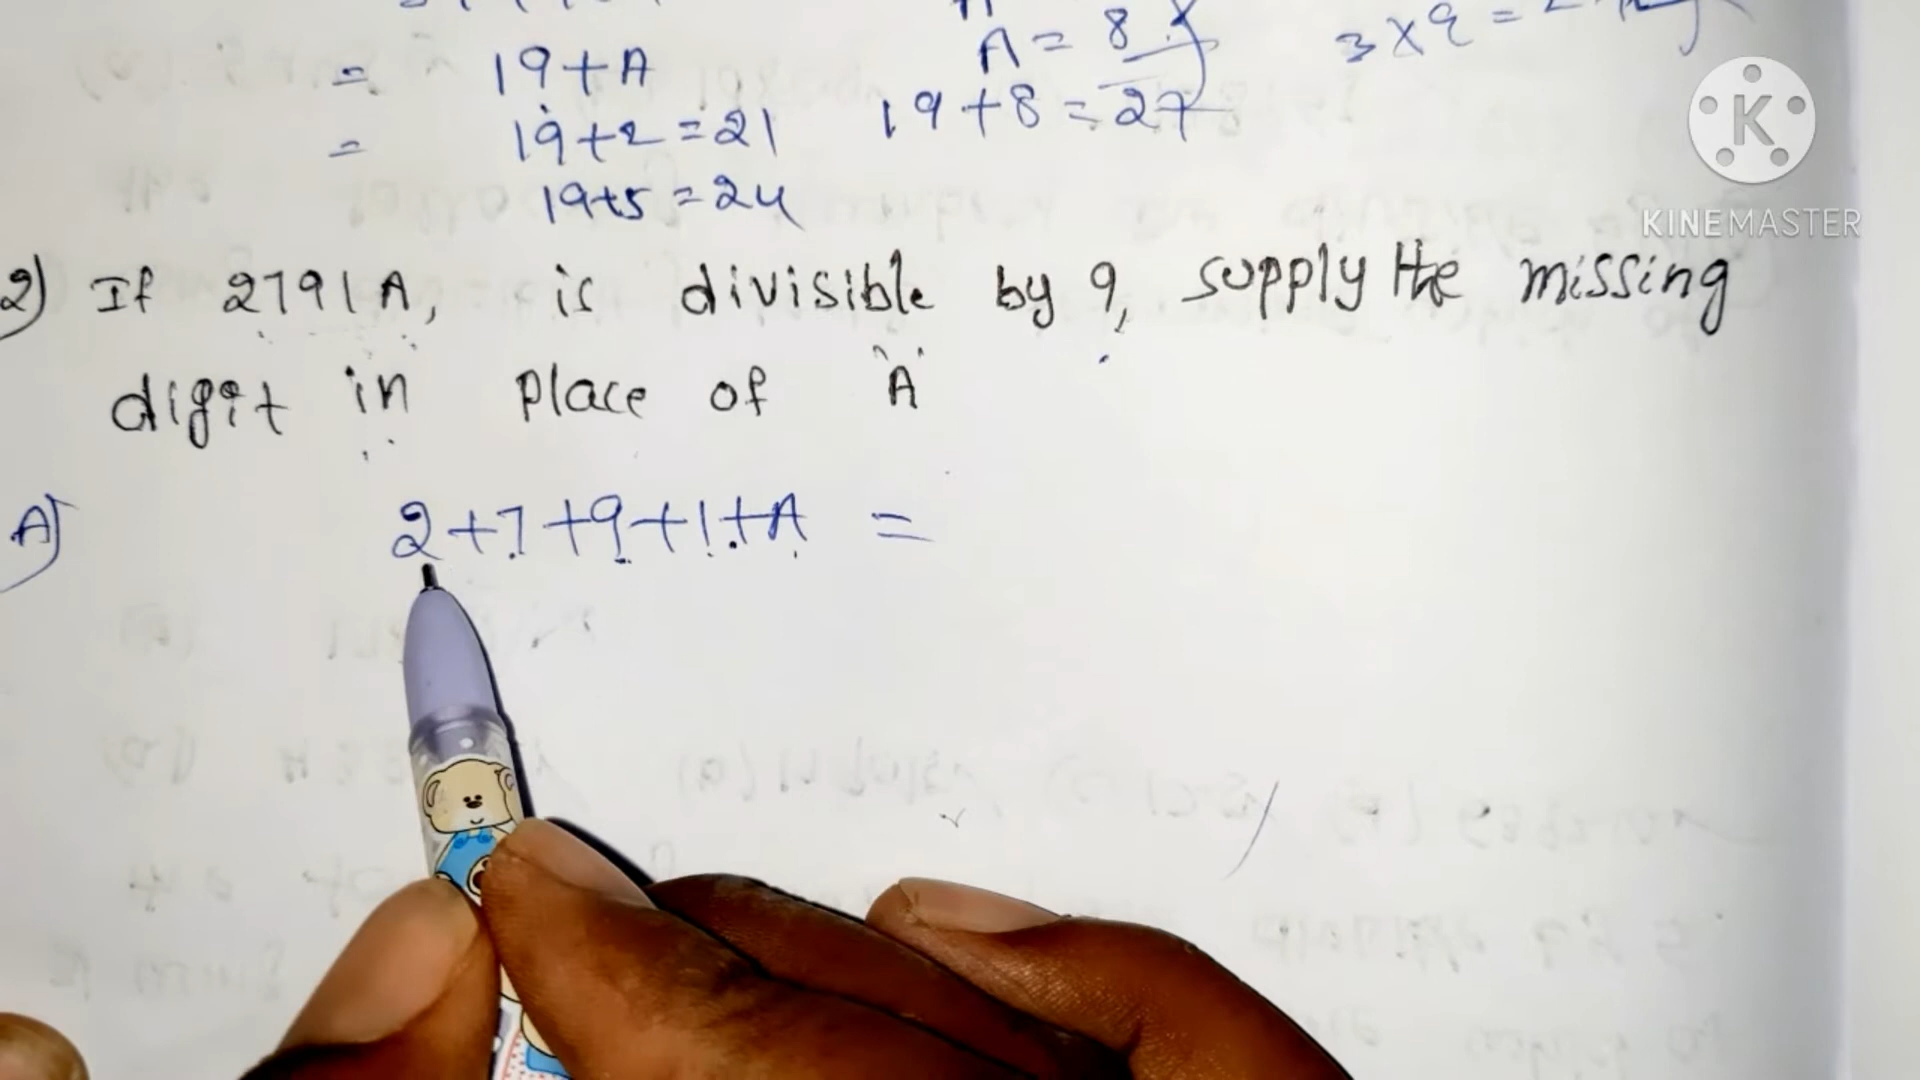 A = 8
3 x 9 =
= 19+A
19+8=27
= 19+2=21
K
19+5=24
KINEMASTER
2) If 2791A, is divisible by 9, supply the missing
digit in place of 'A'
A) 2+7+9+1+A =